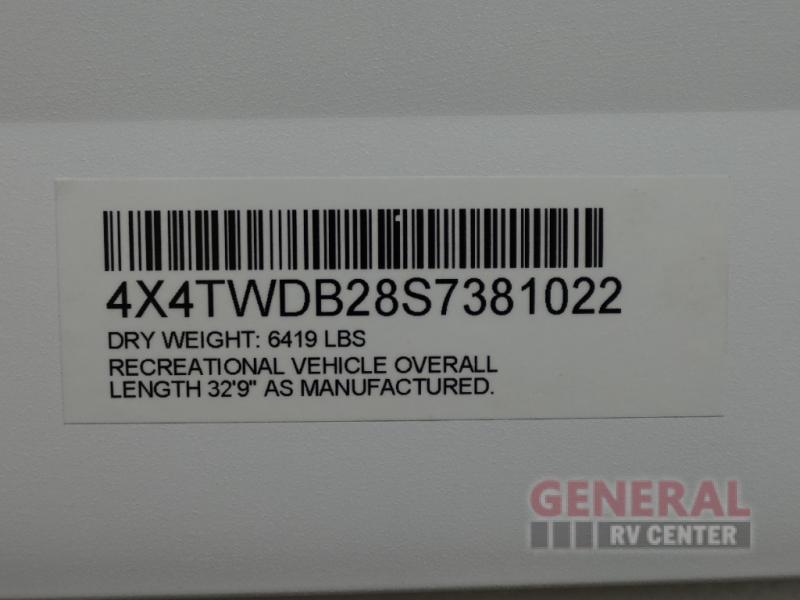 4X4TWDB28S7381022
DRY WEIGHT: 6419 LBS
RECREATIONAL VEHICLE OVERALL
LENGTH 32'9" AS MANUFACTURED.
GENERAL
RV CENTER